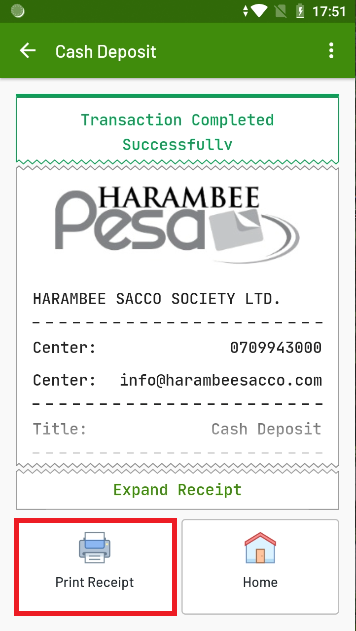 17:51
Cash Deposit
Transaction Completed
Successfully
HARAMBEE
Pesa
HARAMBEE SACCO SOCIETY LTD.
Center: 0709943000
Center: info@harambeesacco.com
Title: Cash Deposit
Expand Receipt
Print Receipt
Home